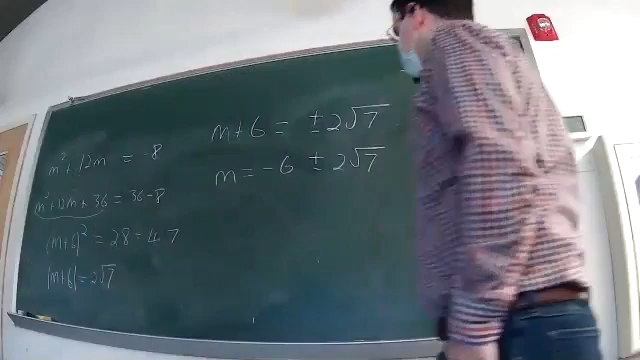 m² + 12m = -8
m² + 12m + 36 = 36 - 8
(m+6)² = 28 = 4 7
|m+6| = 2√7
m + 6 = ± 2√7
m = -6 ± 2√7